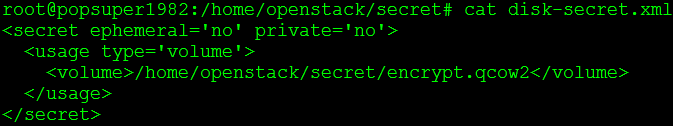 root@popsuper1982:/home/openstack/secret# cat disk-secret.xml
<secret ephemeral='no' private='no'>
  <usage type='volume'>
    <volume>/home/openstack/secret/encrypt.qcow2</volume>
  </usage>
</secret>